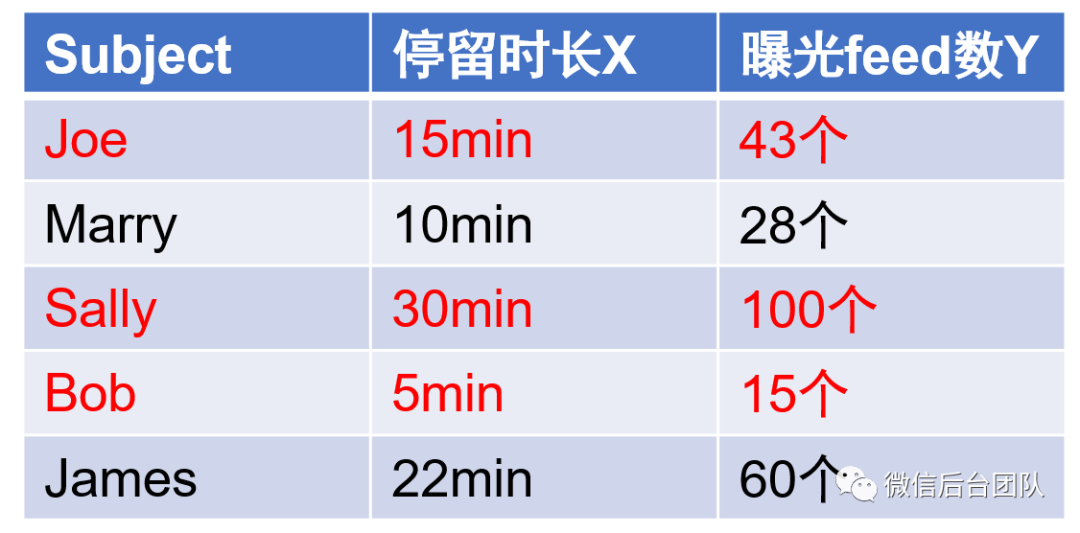 Subject 停留时长X 曝光feed数Y
Joe 15min 43个
Marry 10min 28个
Sally 30min 100个
Bob 5min 15个
James 22min 60个
微信后台团队